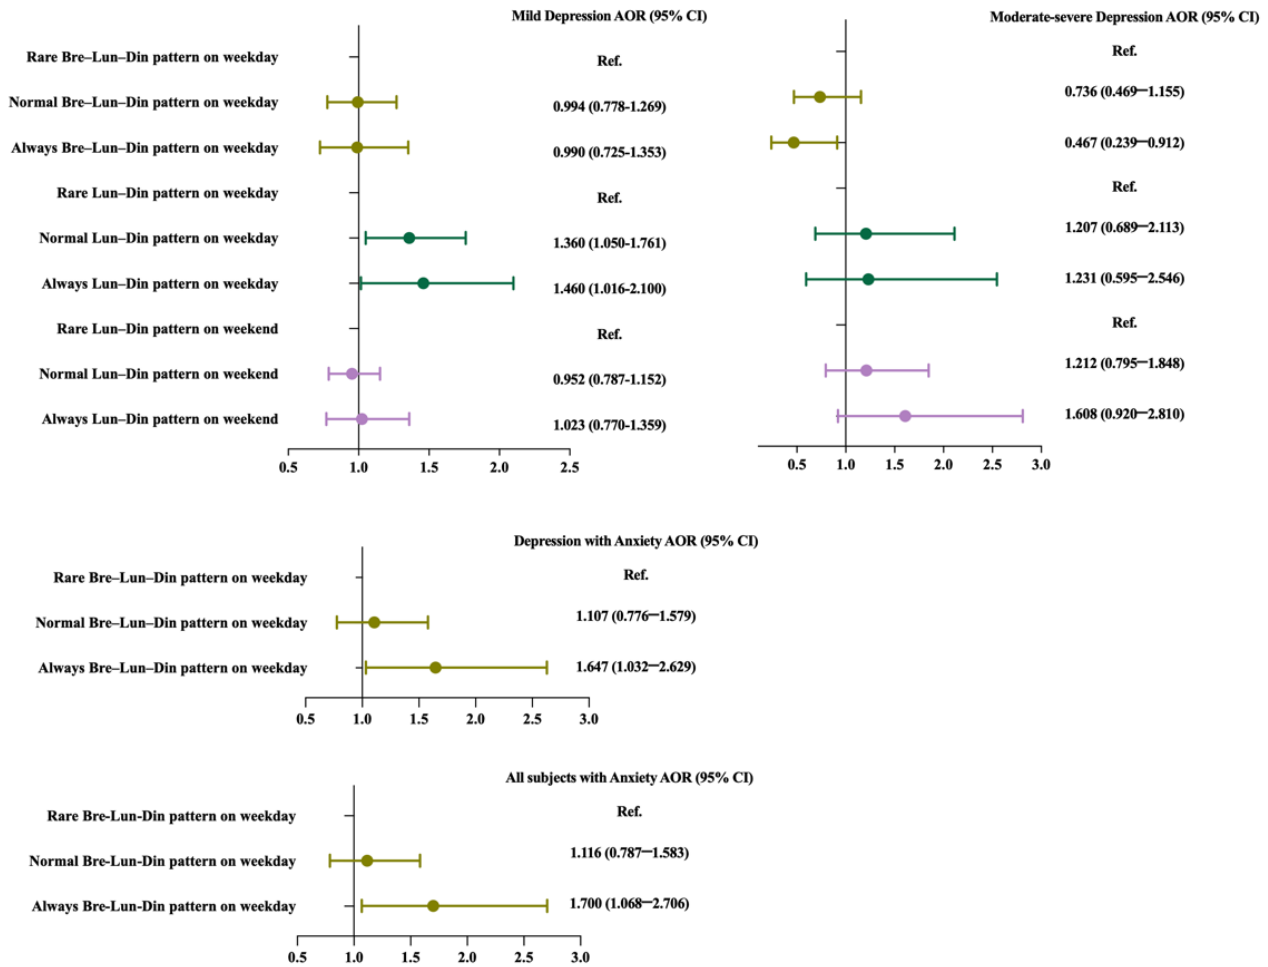 Mild Depression AOR (95% CI)
Rare Bre–Lun–Din pattern on weekday Ref.
Normal Bre–Lun–Din pattern on weekday 0.994 (0.778-1.269)
Always Bre–Lun–Din pattern on weekday 0.990 (0.725-1.353)
Rare Lun–Din pattern on weekday Ref.
Normal Lun–Din pattern on weekday 1.360 (1.050-1.761)
Always Lun–Din pattern on weekday 1.460 (1.016-2.100)
Rare Lun–Din pattern on weekend Ref.
Normal Lun–Din pattern on weekend 0.952 (0.787-1.152)
Always Lun–Din pattern on weekend 1.023 (0.770-1.359)
0.5 1.0 1.5 2.0 2.5
Moderate-severe Depression AOR (95% CI)
Ref.
0.736 (0.469—1.155)
0.467 (0.239—0.912)
Ref.
1.207 (0.689—2.113)
1.231 (0.595—2.546)
Ref.
1.212 (0.795—1.848)
1.608 (0.920—2.810)
0.5 1.0 1.5 2.0 2.5 3.0
Depression with Anxiety AOR (95% CI)
Rare Bre–Lun–Din pattern on weekday Ref.
Normal Bre–Lun–Din pattern on weekday 1.107 (0.776—1.579)
Always Bre–Lun–Din pattern on weekday 1.647 (1.032—2.629)
0.5 1.0 1.5 2.0 2.5 3.0
All subjects with Anxiety AOR (95% CI)
Rare Bre-Lun-Din pattern on weekday Ref.
Normal Bre-Lun-Din pattern on weekday 1.116 (0.787—1.583)
Always Bre-Lun-Din pattern on weekday 1.700 (1.068—2.706)
0.5 1.0 1.5 2.0 2.5 3.0